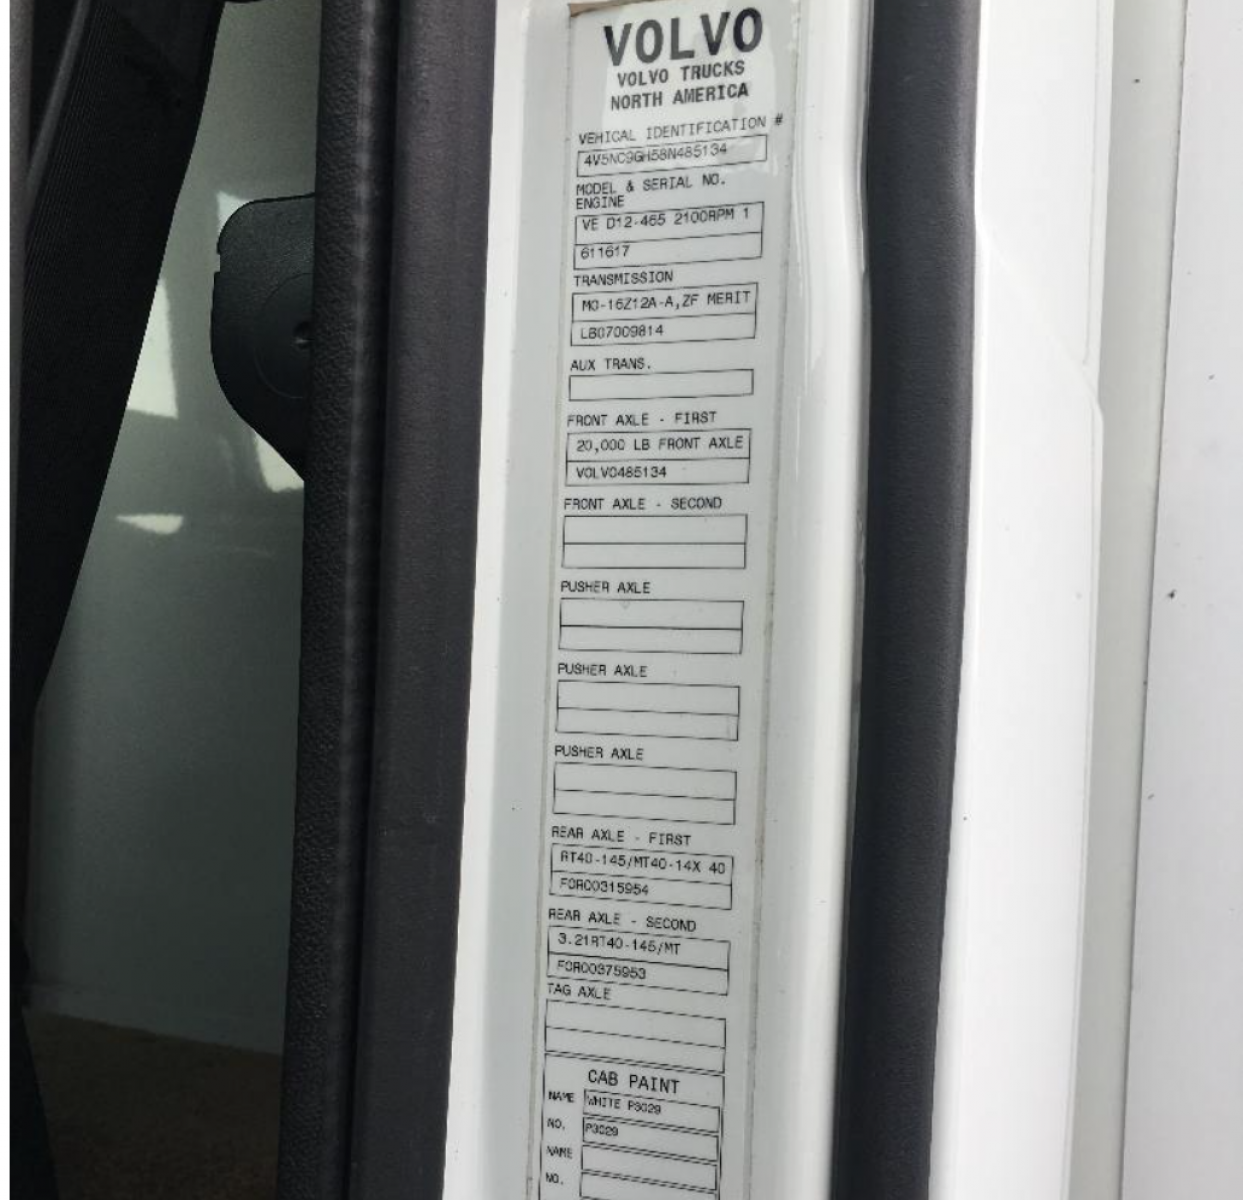 VOLVO
VOLVO TRUCKS
NORTH AMERICA
VEHICAL IDENTIFICATION #
4V5NC9GH58N485134
MODEL & SERIAL NO.
ENGINE
VE D12-465 2100RPM 1
611617
TRANSMISSION
MO-16Z12A-A,ZF MERIT
LB07009814
AUX TRANS.
FRONT AXLE - FIRST
20,000 LB FRONT AXLE
VOLVO485134
FRONT AXLE - SECOND
PUSHER AXLE
PUSHER AXLE
PUSHER AXLE
REAR AXLE - FIRST
RT40-145/MT40-14X 40
FOR00315954
REAR AXLE - SECOND
3.21RT40-145/MT
FOR00375953
TAG AXLE
CAB PAINT
NAME WHITE P3029
NO. P3029
NAME
NO.